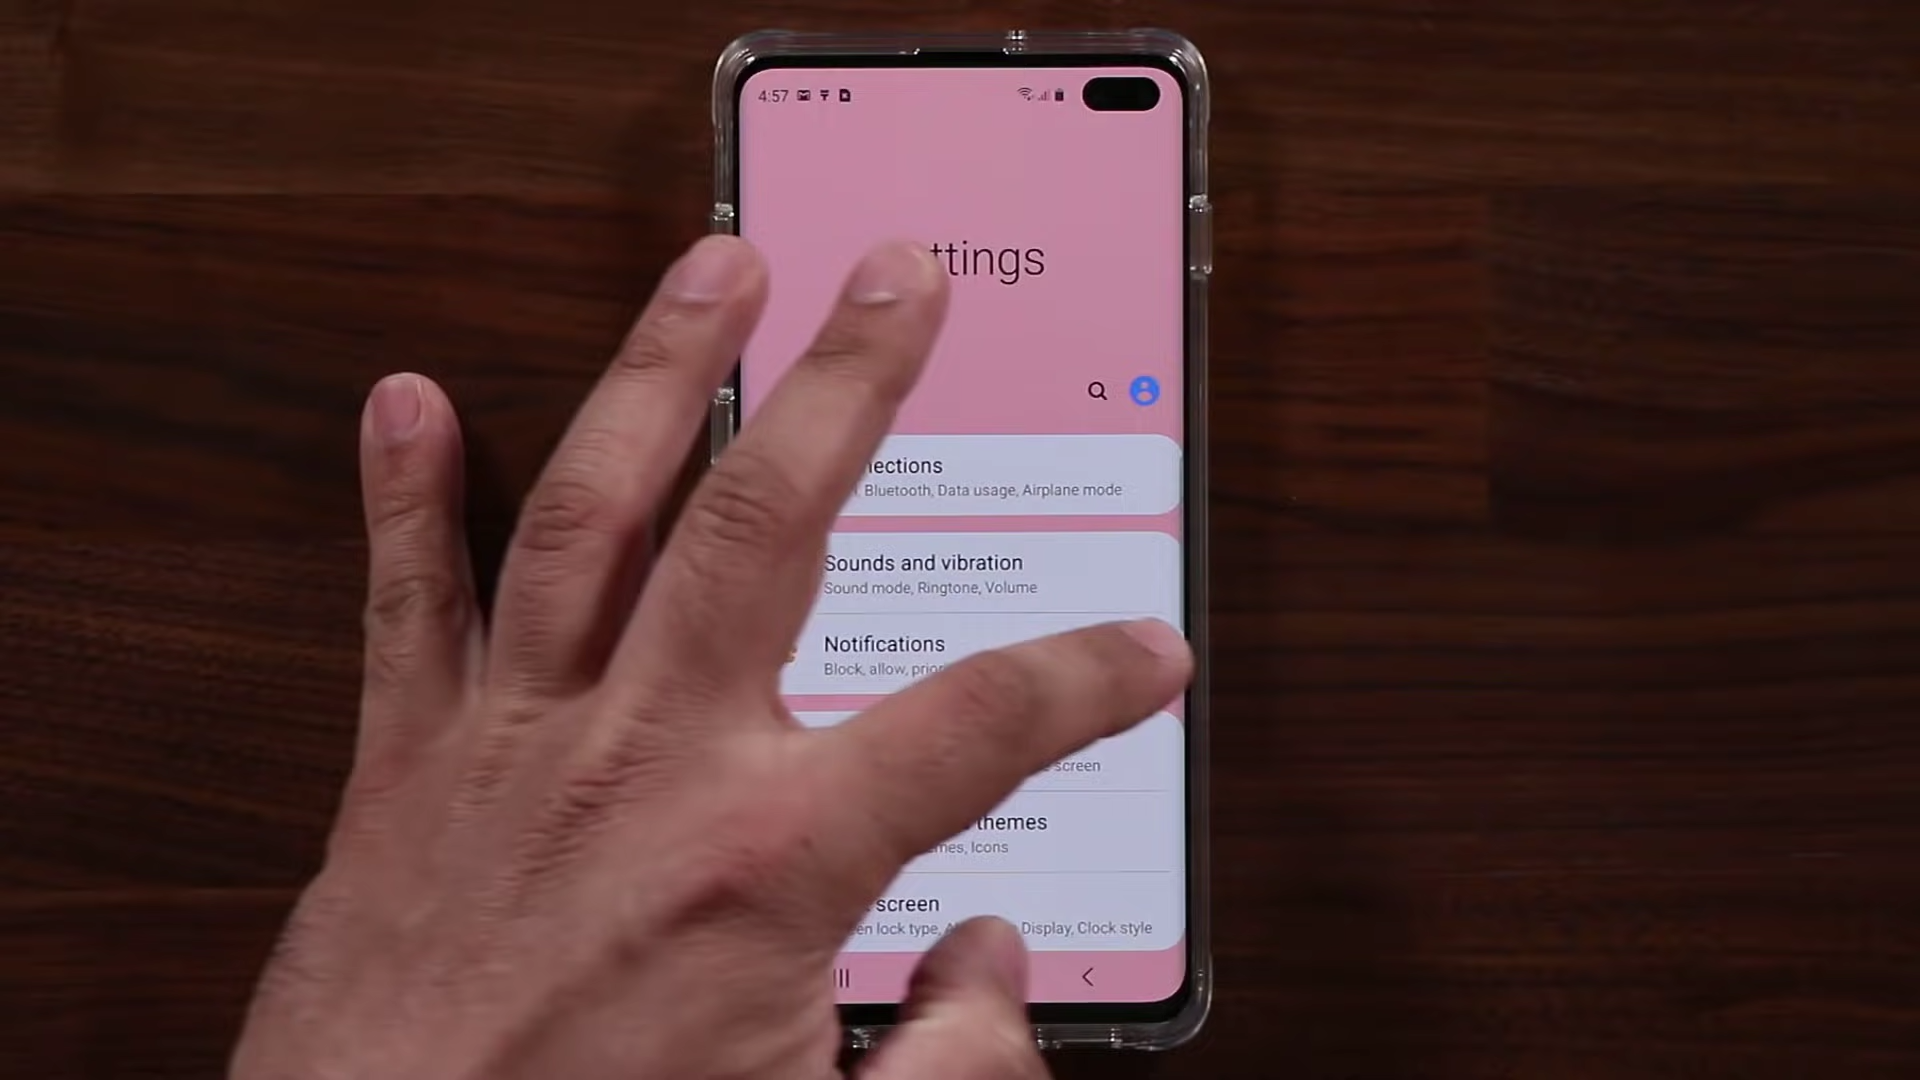 4:57
ttings
nections
Bluetooth, Data usage, Airplane mode
Sounds and vibration
Sound mode, Ringtone, Volume
Notifications
Block, allow, prior
screen
themes
mes, Icons
screen
en lock type, Display, Clock style